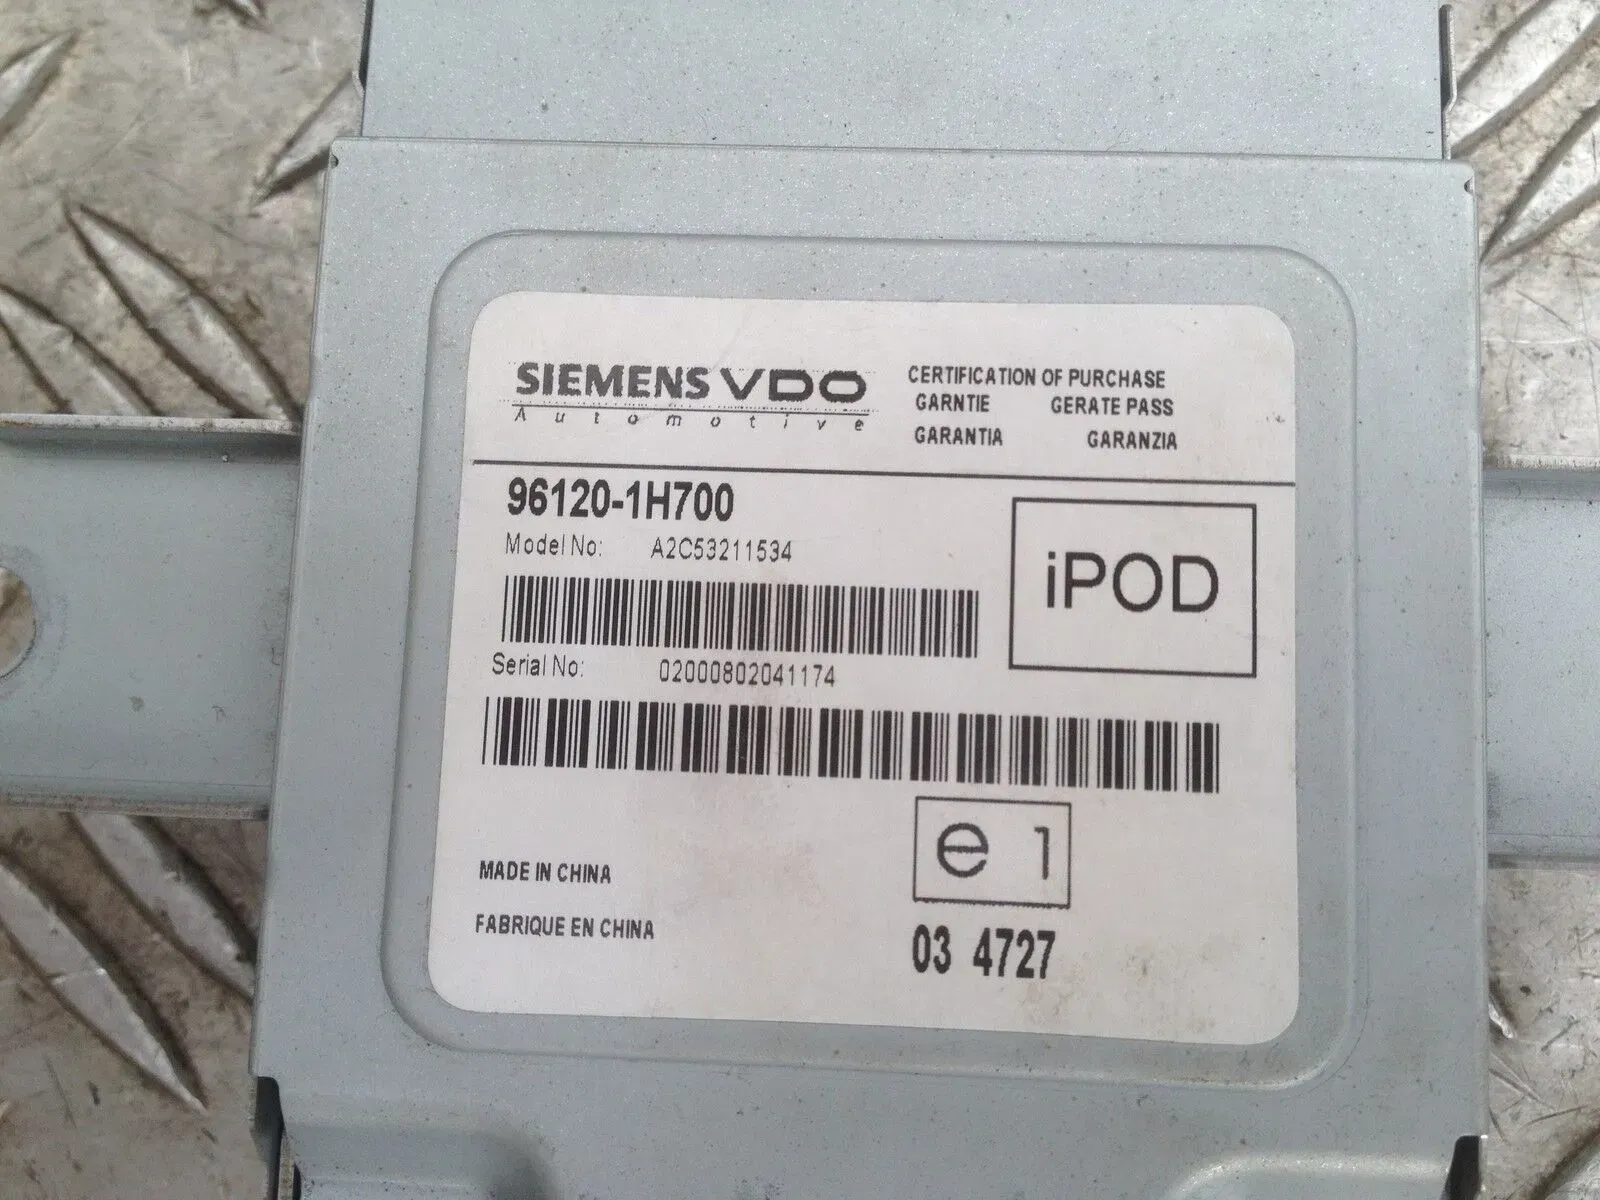 SIEMENS VDO
Automotive
CERTIFICATION OF PURCHASE
GARNTIE GERATE PASS
GARANTIA GARANZIA
96120-1H700
Model No: A2C53211534
iPOD
Serial No: 02000802041174
e 1
MADE IN CHINA
FABRIQUE EN CHINA
03 4727